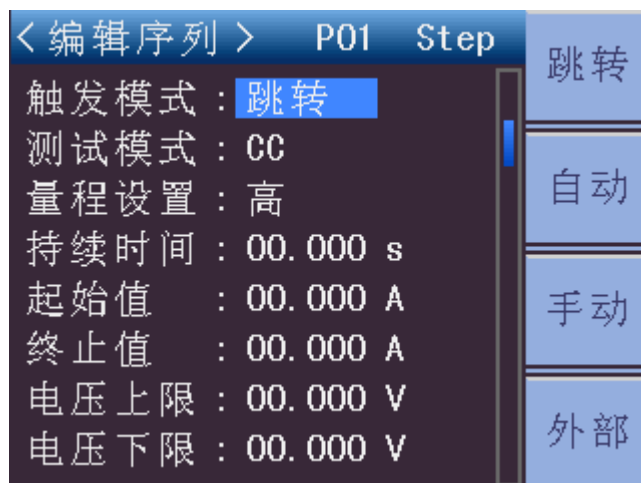 <编辑序列> P01 Step
触发模式:跳转
测试模式:CC
量程设置:高
持续时间:00.000 s
起始值 :00.000 A
终止值 :00.000 A
电压上限:00.000 V
电压下限:00.000 V
跳转
自动
手动
外部